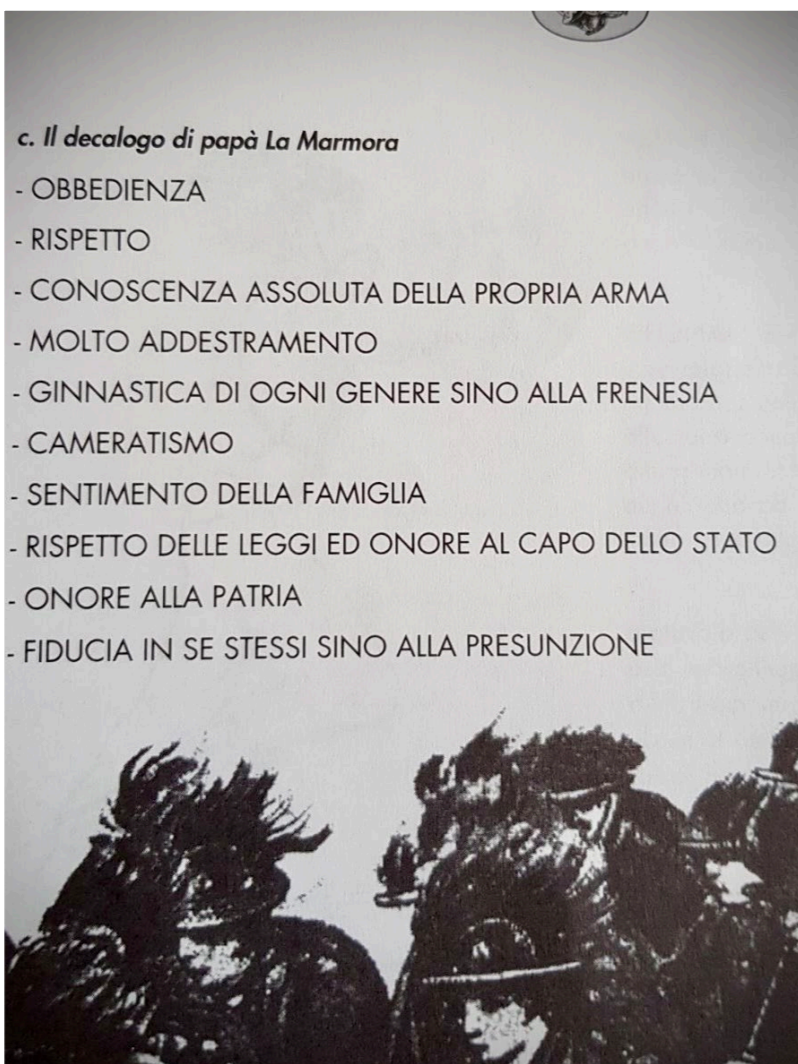 c. Il decalogo di papà La Marmora
- OBBEDIENZA
- RISPETTO
- CONOSCENZA ASSOLUTA DELLA PROPRIA ARMA
- MOLTO ADDESTRAMENTO
- GINNASTICA DI OGNI GENERE SINO ALLA FRENESIA
- CAMERATISMO
- SENTIMENTO DELLA FAMIGLIA
- RISPETTO DELLE LEGGI ED ONORE AL CAPO DELLO STATO
- ONORE ALLA PATRIA
- FIDUCIA IN SE STESSI SINO ALLA PRESUNZIONE